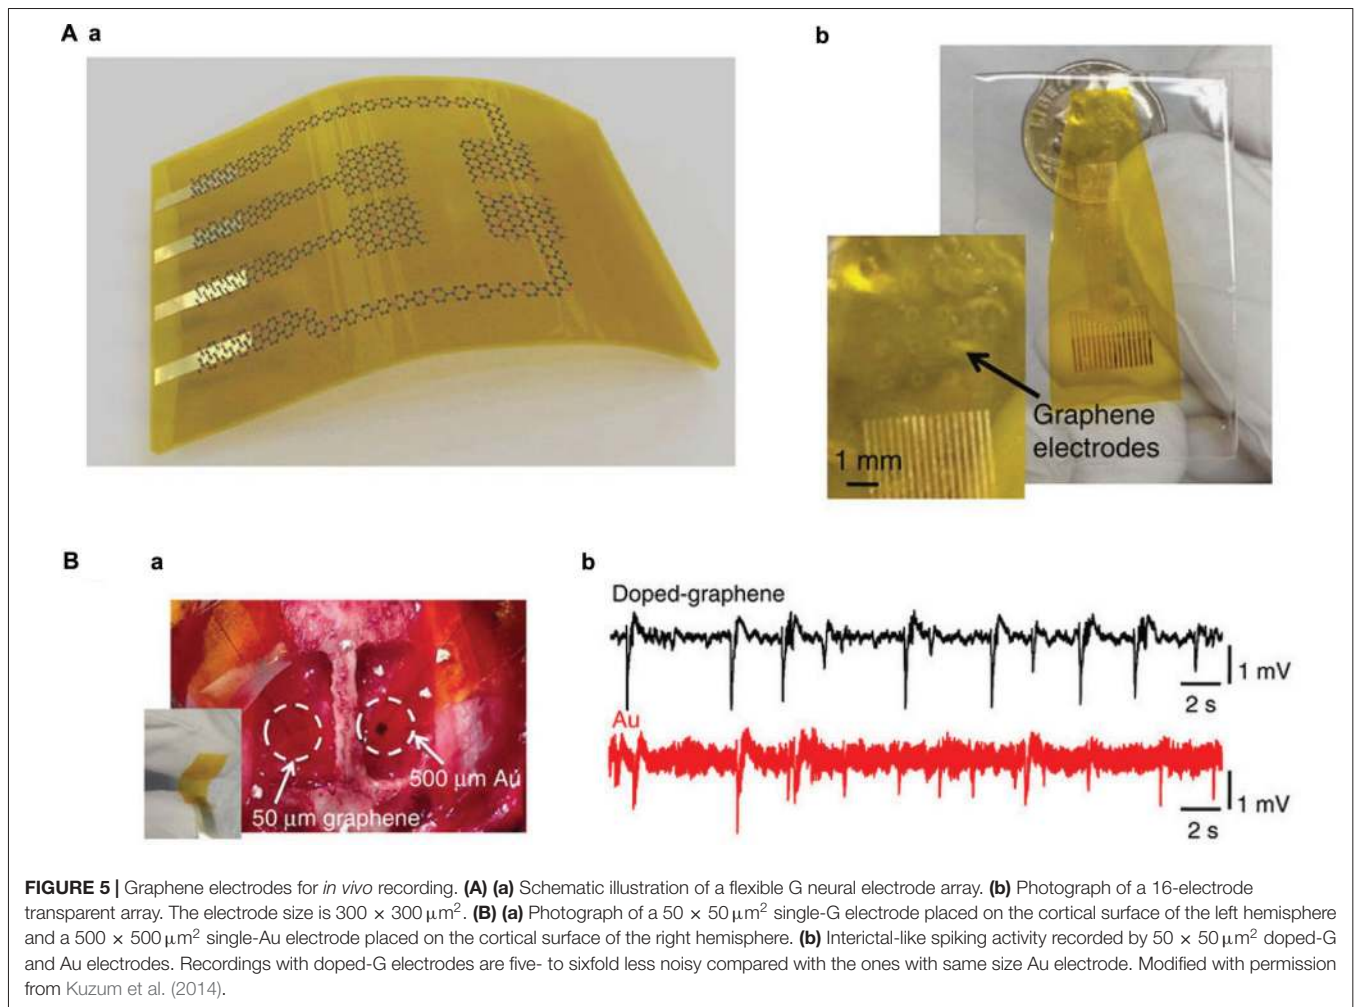 A a
b
Graphene
electrodes
1 mm
B a
b
Doped-graphene
1 mV
2 s
Au
1 mV
2 s
500 μm Au
50 μm graphene
FIGURE 5 | Graphene electrodes for in vivo recording. (A) (a) Schematic illustration of a flexible G neural electrode array. (b) Photograph of a 16-electrode
transparent array. The electrode size is 300 × 300 μm². (B) (a) Photograph of a 50 × 50 μm² single-G electrode placed on the cortical surface of the left hemisphere
and a 500 × 500 μm² single-Au electrode placed on the cortical surface of the right hemisphere. (b) Interictal-like spiking activity recorded by 50 × 50 μm² doped-G
and Au electrodes. Recordings with doped-G electrodes are five- to sixfold less noisy compared with the ones with same size Au electrode. Modified with permission
from Kuzum et al. (2014).